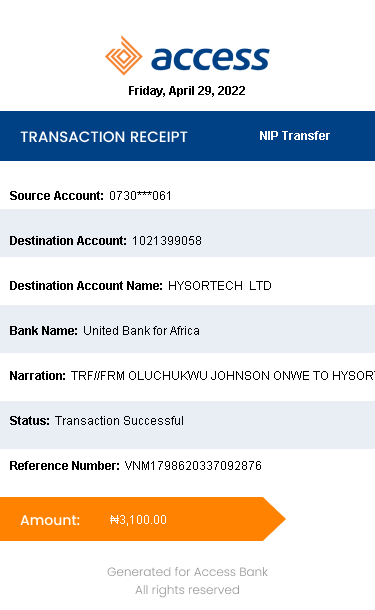 access
Friday, April 29, 2022
TRANSACTION RECEIPT NIP Transfer
Source Account: 0730***061
Destination Account: 1021399058
Destination Account Name: HYSORTECH LTD
Bank Name: United Bank for Africa
Narration: TRF//FRM OLUCHUKWU JOHNSON ONWE TO HYSORT
Status: Transaction Successful
Reference Number: VNM1798620337092876
Amount: ₦3,100.00
Generated for Access Bank
All rights reserved